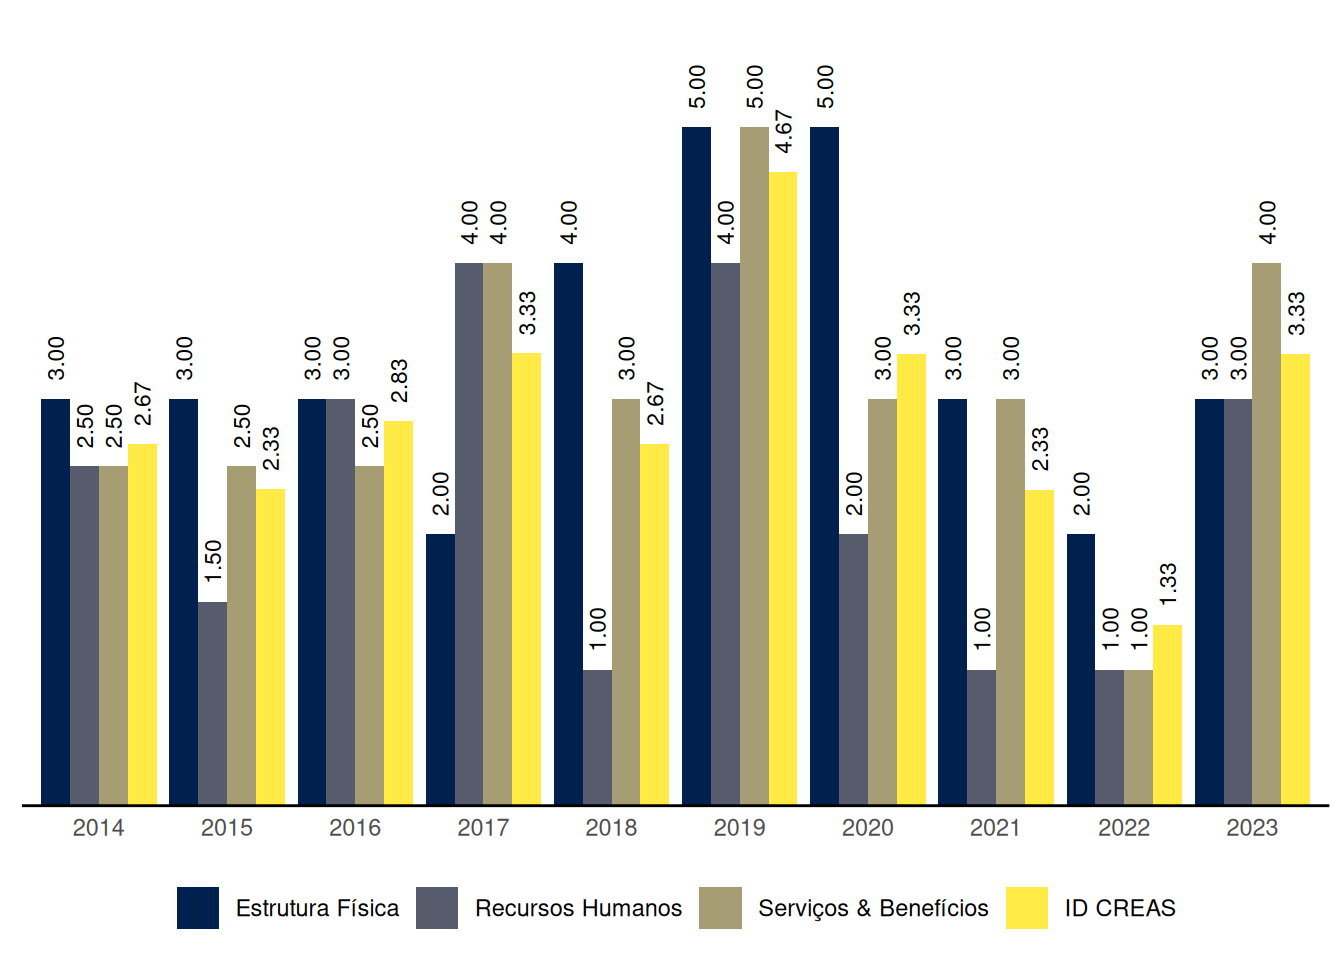 3.00 2.50 2.50 2.67
3.00 1.50 2.50 2.33
3.00 3.00 2.50 2.83
2.00 4.00 4.00 3.33
4.00 1.00 3.00 2.67
5.00 4.00 5.00 4.67
5.00 2.00 3.00 3.33
3.00 1.00 3.00 2.33
2.00 1.00 1.00 1.33
3.00 3.00 4.00 3.33
2014 2015 2016 2017 2018 2019 2020 2021 2022 2023
Estrutura Física Recursos Humanos Serviços & Benefícios ID CREAS